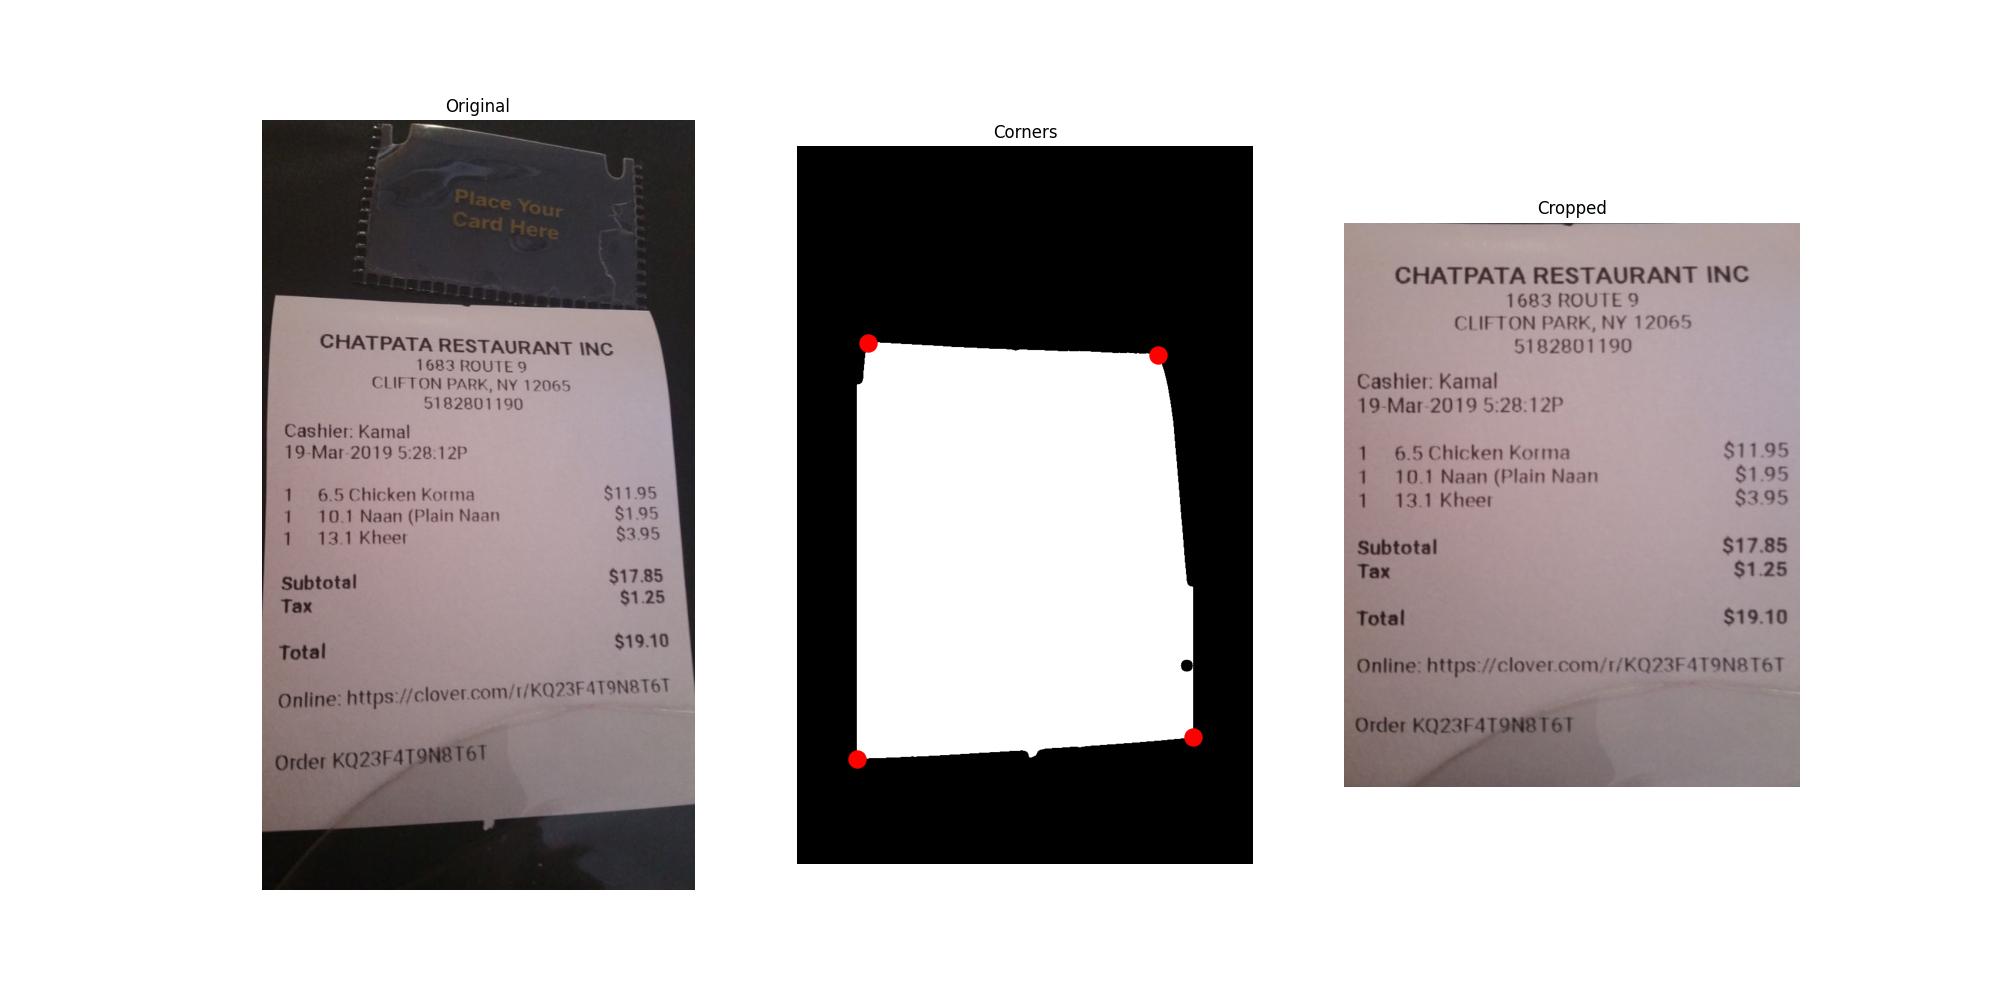 Original
Place Your
Card Here
CHATPATA RESTAURANT INC
1683 ROUTE 9
CLIFTON PARK, NY 12065
5182801190
Cashier: Kamal
19-Mar-2019 5:28:12P
1 6.5 Chicken Korma $11.95
1 10.1 Naan (Plain Naan $1.95
1 13.1 Kheer $3.95
Subtotal $17.85
Tax $1.25
Total $19.10
Online: https://clover.com/r/KQ23F4T9N8T6T
Order KQ23F4T9N8T6T
Corners
Cropped
CHATPATA RESTAURANT INC
1683 ROUTE 9
CLIFTON PARK, NY 12065
5182801190
Cashier: Kamal
19-Mar-2019 5:28:12P
1 6.5 Chicken Korma $11.95
1 10.1 Naan (Plain Naan $1.95
1 13.1 Kheer $3.95
Subtotal $17.85
Tax $1.25
Total $19.10
Online: https://clover.com/r/KQ23F4T9N8T6T
Order KQ23F4T9N8T6T